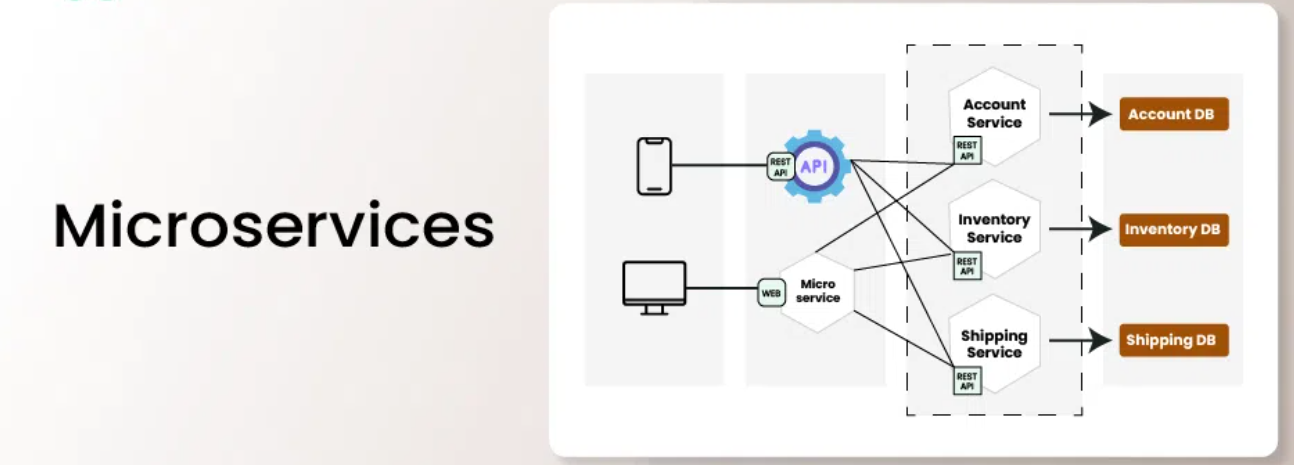 Microservices
REST
API
API
WEB
Micro
service
Account
Service
REST
API
Inventory
Service
REST
API
Shipping
Service
REST
API
Account DB
Inventory DB
Shipping DB